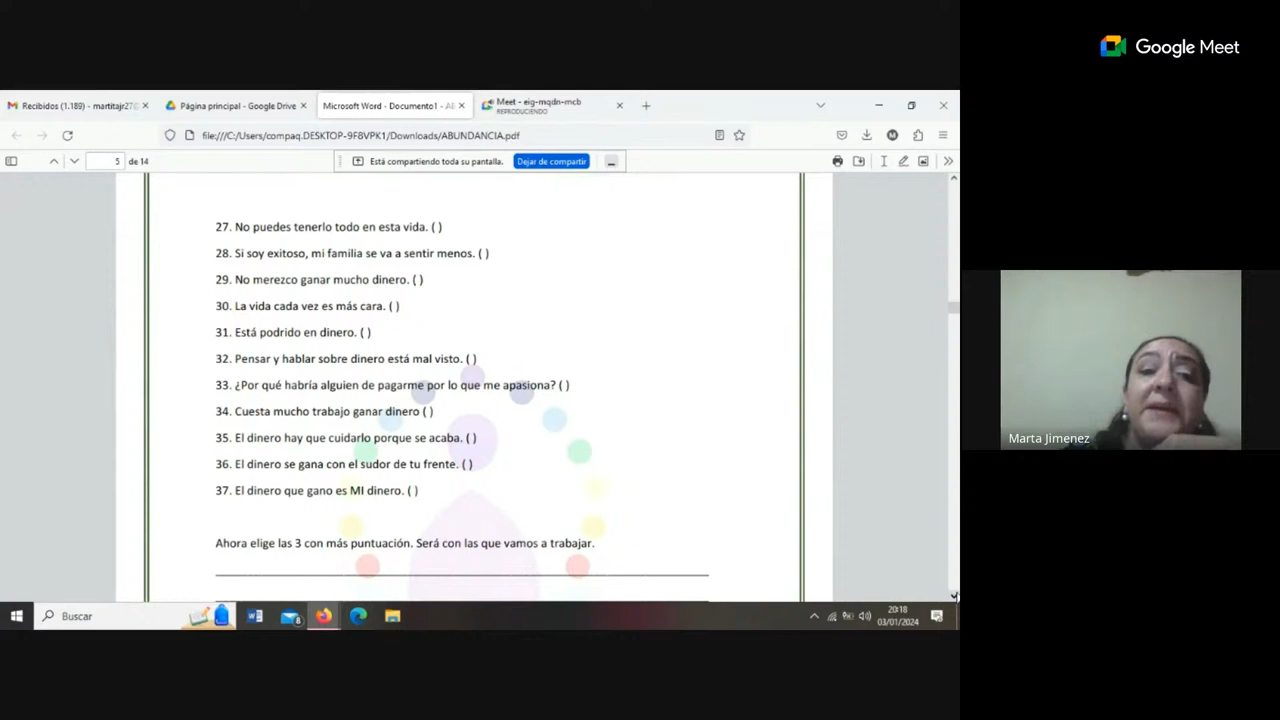 Google Meet
Recibidos (1.189) - martitajr27@
Página principal - Google Drive
Microsoft Word - Documento1 - AB
Meet - eig-mqdn-mcb
REPRODUCIENDO
file:///C:/Users/compaq.DESKTOP-9F8VPK1/Downloads/ABUNDANCIA.pdf
5 de 14
Está compartiendo toda su pantalla. Dejar de compartir
27. No puedes tenerlo todo en esta vida. ( )
28. Si soy exitoso, mi familia se va a sentir menos. ( )
29. No merezco ganar mucho dinero. ( )
30. La vida cada vez es más cara. ( )
31. Está podrido en dinero. ( )
32. Pensar y hablar sobre dinero está mal visto. ( )
33. ¿Por qué habría alguien de pagarme por lo que me apasiona? ( )
34. Cuesta mucho trabajo ganar dinero ( )
35. El dinero hay que cuidarlo porque se acaba. ( )
36. El dinero se gana con el sudor de tu frente. ( )
37. El dinero que gano es MI dinero. ( )
Ahora elige las 3 con más puntuación. Será con las que vamos a trabajar.
Marta Jimenez
Buscar
8
20:18
03/01/2024